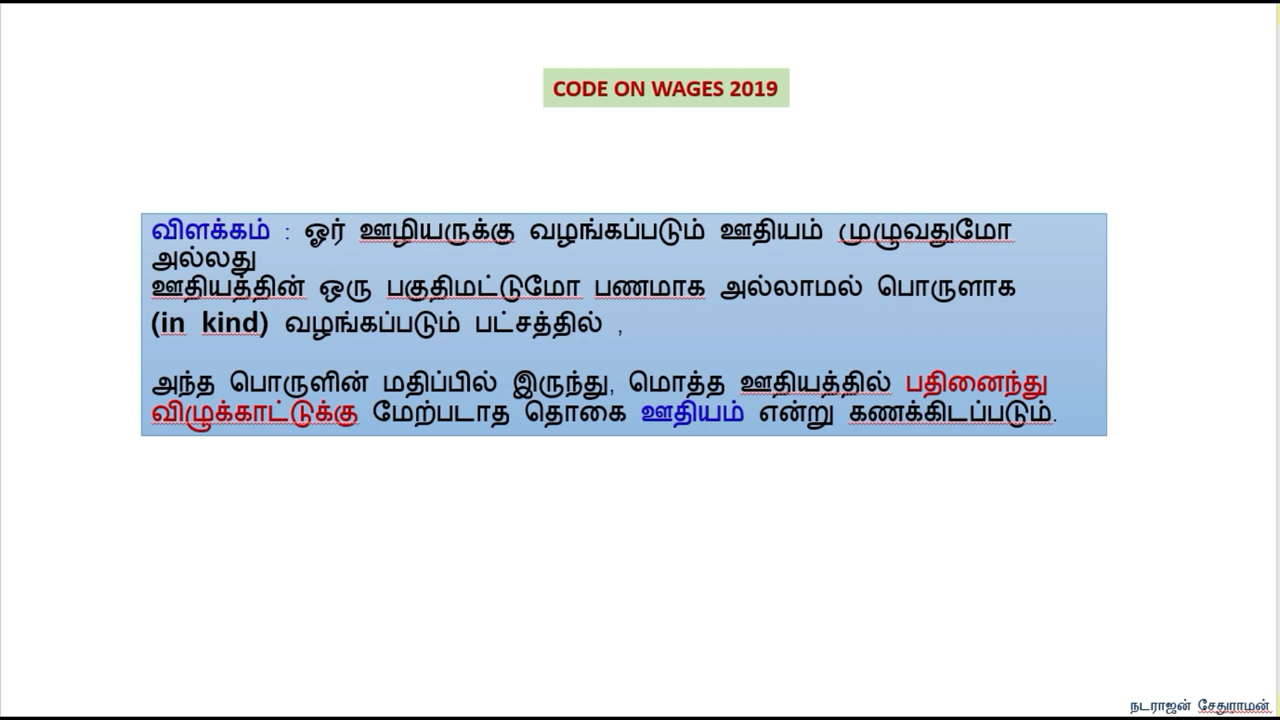 CODE ON WAGES 2019
விளக்கம் : ஓர் ஊழியருக்கு வழங்கப்படும் ஊதியம் முழுவதுமோ
அல்லது
ஊதியத்தின் ஒரு பகுதிமட்டுமோ பணமாக அல்லாமல் பொருளாக
(in kind) வழங்கப்படும் பட்சத்தில் ,
அந்த பொருளின் மதிப்பில் இருந்து, மொத்த ஊதியத்தில் பதினைந்து
விழுக்காட்டுக்கு மேற்படாத தொகை ஊதியம் என்று கணக்கிடப்படும்.
நடராஜன் சேதுராமன்